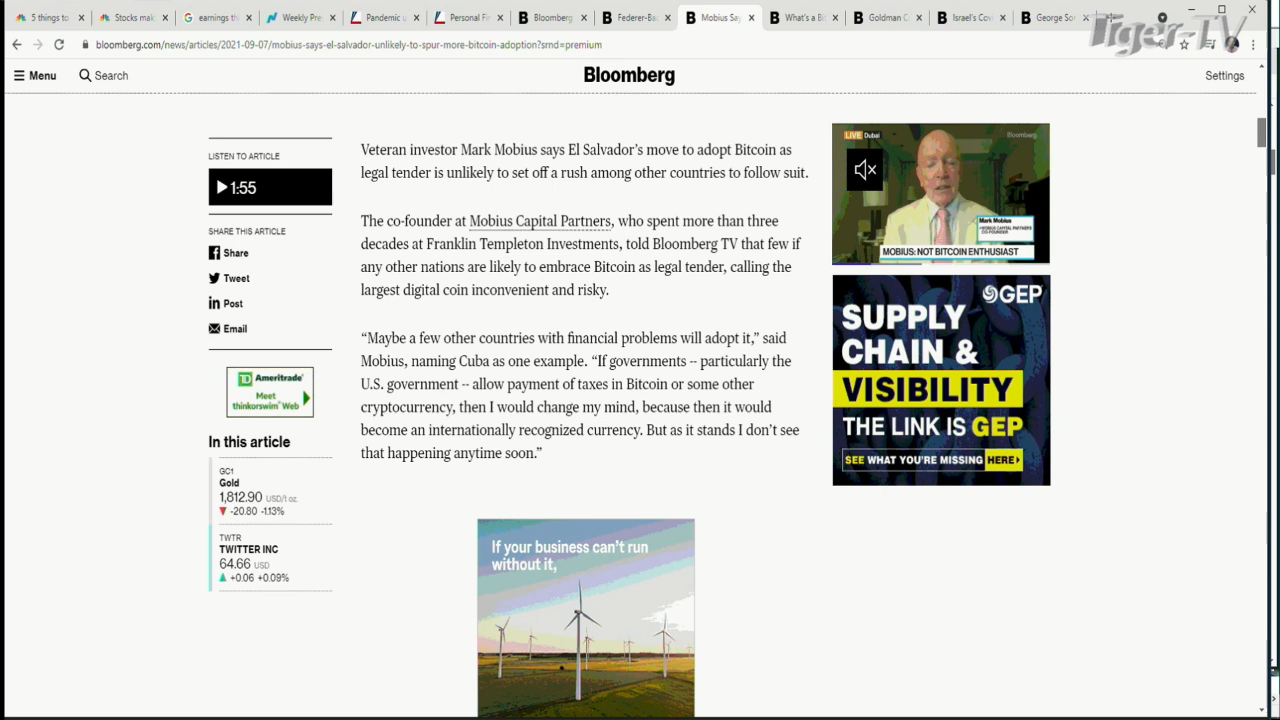 5 things to
Stocks mak
earnings th
Weekly Pre
Pandemic u
Personal Fi
Bloomberg
Federer-Ba
Mobius Say
What's a Bi
Goldman C
Israel's Cov
George Sor
Tiger-TV
bloomberg.com/news/articles/2021-09-07/mobius-says-el-salvador-unlikely-to-spur-more-bitcoin-adoption?srnd=premium
Menu
Search
Bloomberg
Settings
LISTEN TO ARTICLE
1:55
SHARE THIS ARTICLE
Share
Tweet
in Post
Email
TD Ameritrade
Meet
thinkorswim Web
In this article
GC1
Gold
1,812.90 USD/t oz.
-20.80 -1.13%
TWTR
TWITTER INC
64.66 USD
+0.06 +0.09%
Veteran investor Mark Mobius says El Salvador's move to adopt Bitcoin as
legal tender is unlikely to set off a rush among other countries to follow suit.
The co-founder at Mobius Capital Partners, who spent more than three
decades at Franklin Templeton Investments, told Bloomberg TV that few if
any other nations are likely to embrace Bitcoin as legal tender, calling the
largest digital coin inconvenient and risky.
“Maybe a few other countries with financial problems will adopt it,” said
Mobius, naming Cuba as one example. “If governments -- particularly the
U.S. government -- allow payment of taxes in Bitcoin or some other
cryptocurrency, then I would change my mind, because then it would
become an internationally recognized currency. But as it stands I don’t see
that happening anytime soon.”
If your business can't run
without it,
LIVE Dubai
Bloomberg
Mark Mobius
MOBIUS CAPITAL PARTNERS
CO-FOUNDER
MOBIUS: NOT BITCOIN ENTHUSIAST
GEP
SUPPLY
CHAIN &
VISIBILITY
THE LINK IS GEP
SEE WHAT YOU'RE MISSING HERE